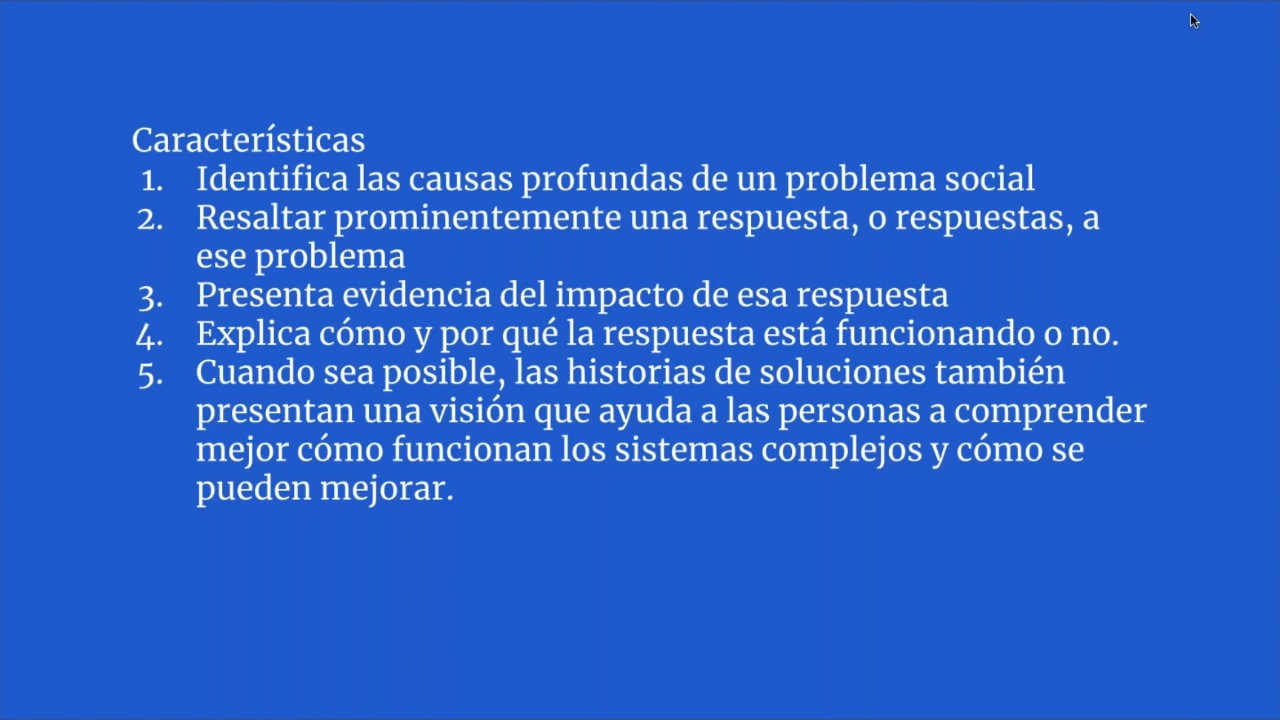 Características
1. Identifica las causas profundas de un problema social
2. Resaltar prominentemente una respuesta, o respuestas, a
ese problema
3. Presenta evidencia del impacto de esa respuesta
4. Explica cómo y por qué la respuesta está funcionando o no.
5. Cuando sea posible, las historias de soluciones también
presentan una visión que ayuda a las personas a comprender
mejor cómo funcionan los sistemas complejos y cómo se
pueden mejorar.